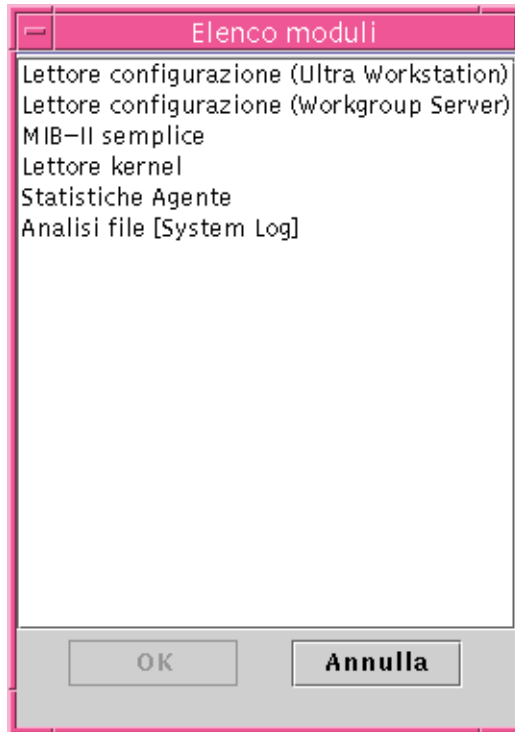 Elenco moduli
Lettore configurazione (Ultra Workstation)
Lettore configurazione (Workgroup Server)
MIB-II semplice
Lettore kernel
Statistiche Agente
Analisi file [System Log]
OK
Annulla